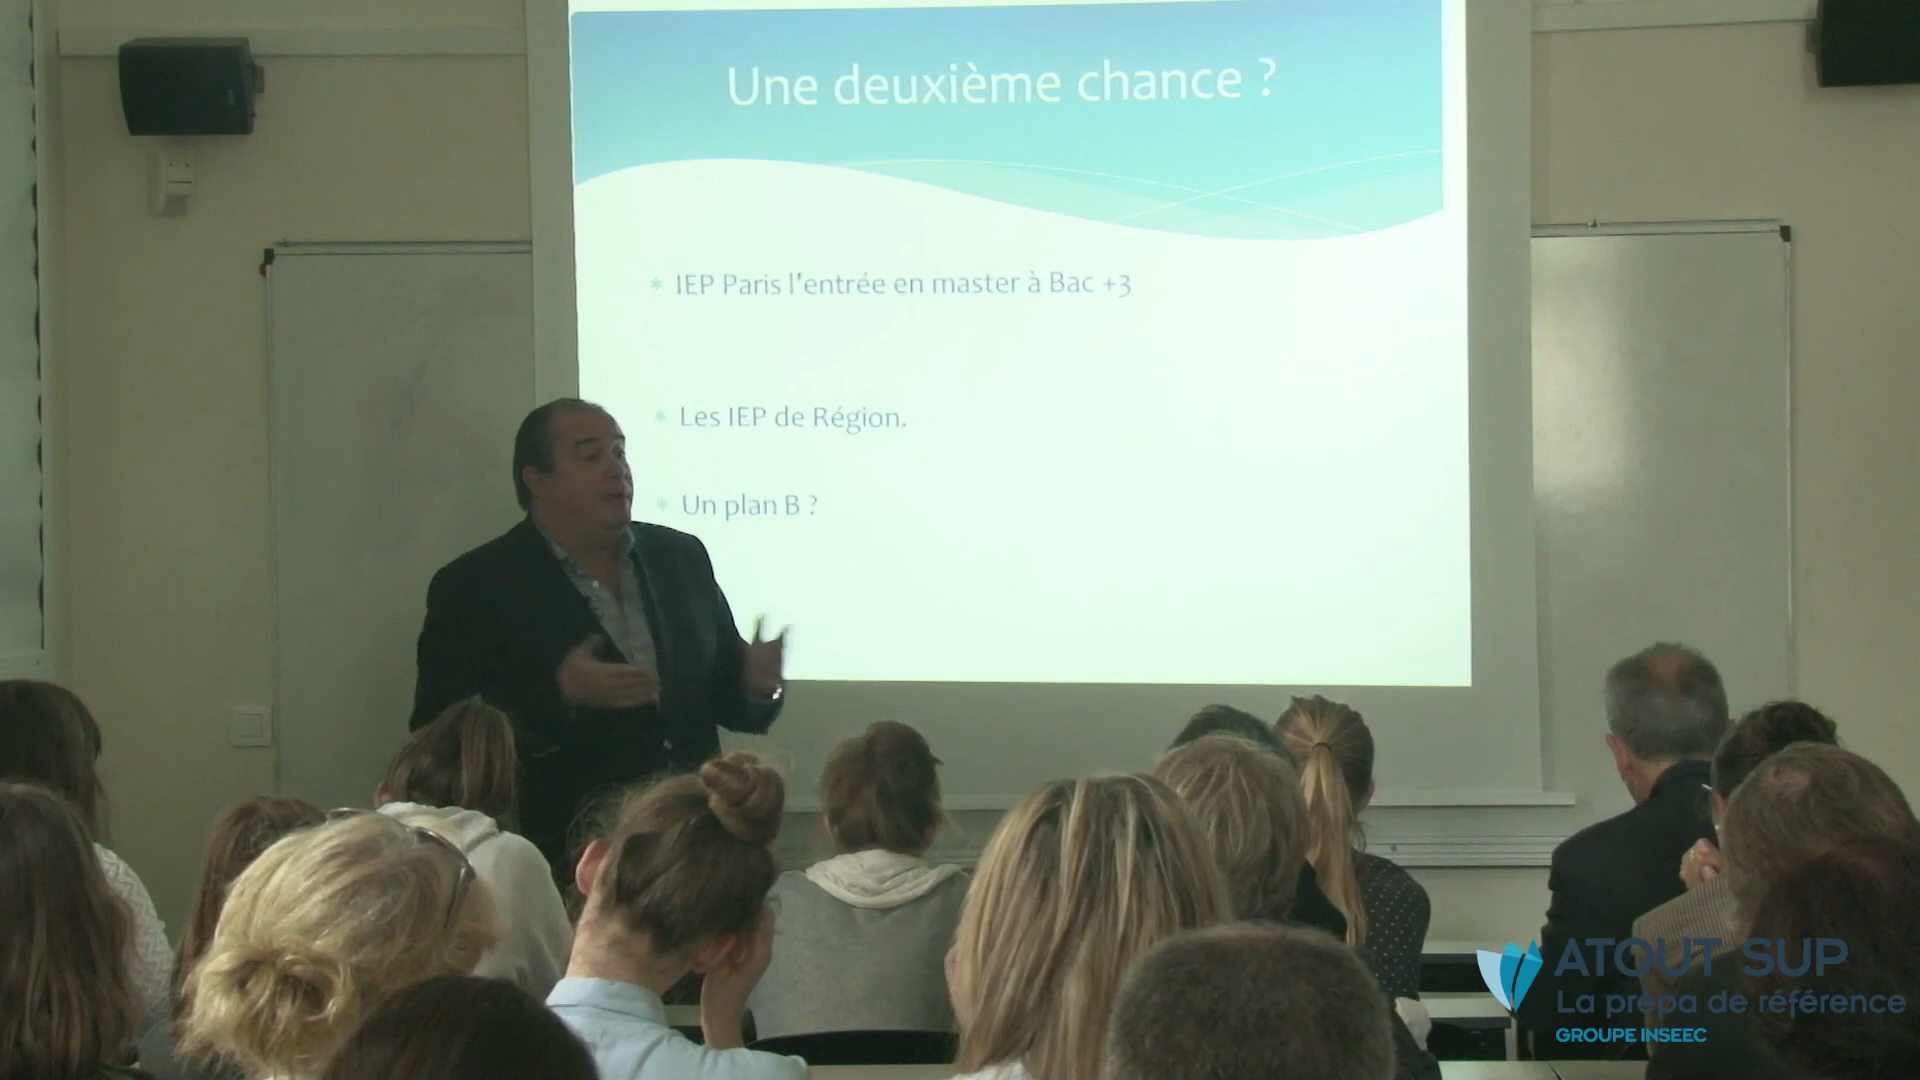 Une deuxième chance ?
* IEP Paris l'entrée en master à Bac +3
* Les IEP de Région.
* Un plan B ?
ATOUT SUP
La prépa de référence
GROUPE INSEEC